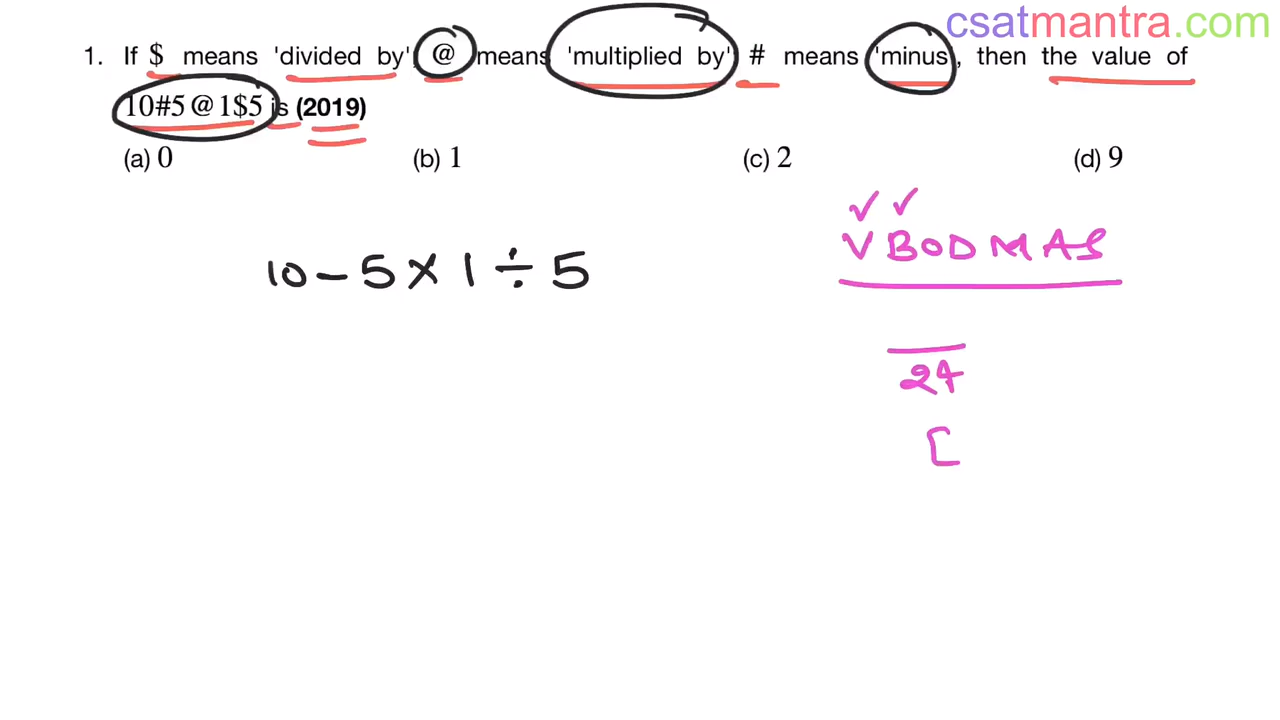 csatmantra.com
1. If $ means 'divided by', @ means 'multiplied by' # means 'minus', then the value of
10#5@1$5 is (2019)
(a) 0 (b) 1 (c) 2 (d) 9
VBODMAS
10 - 5 × 1 ÷ 5
24
[